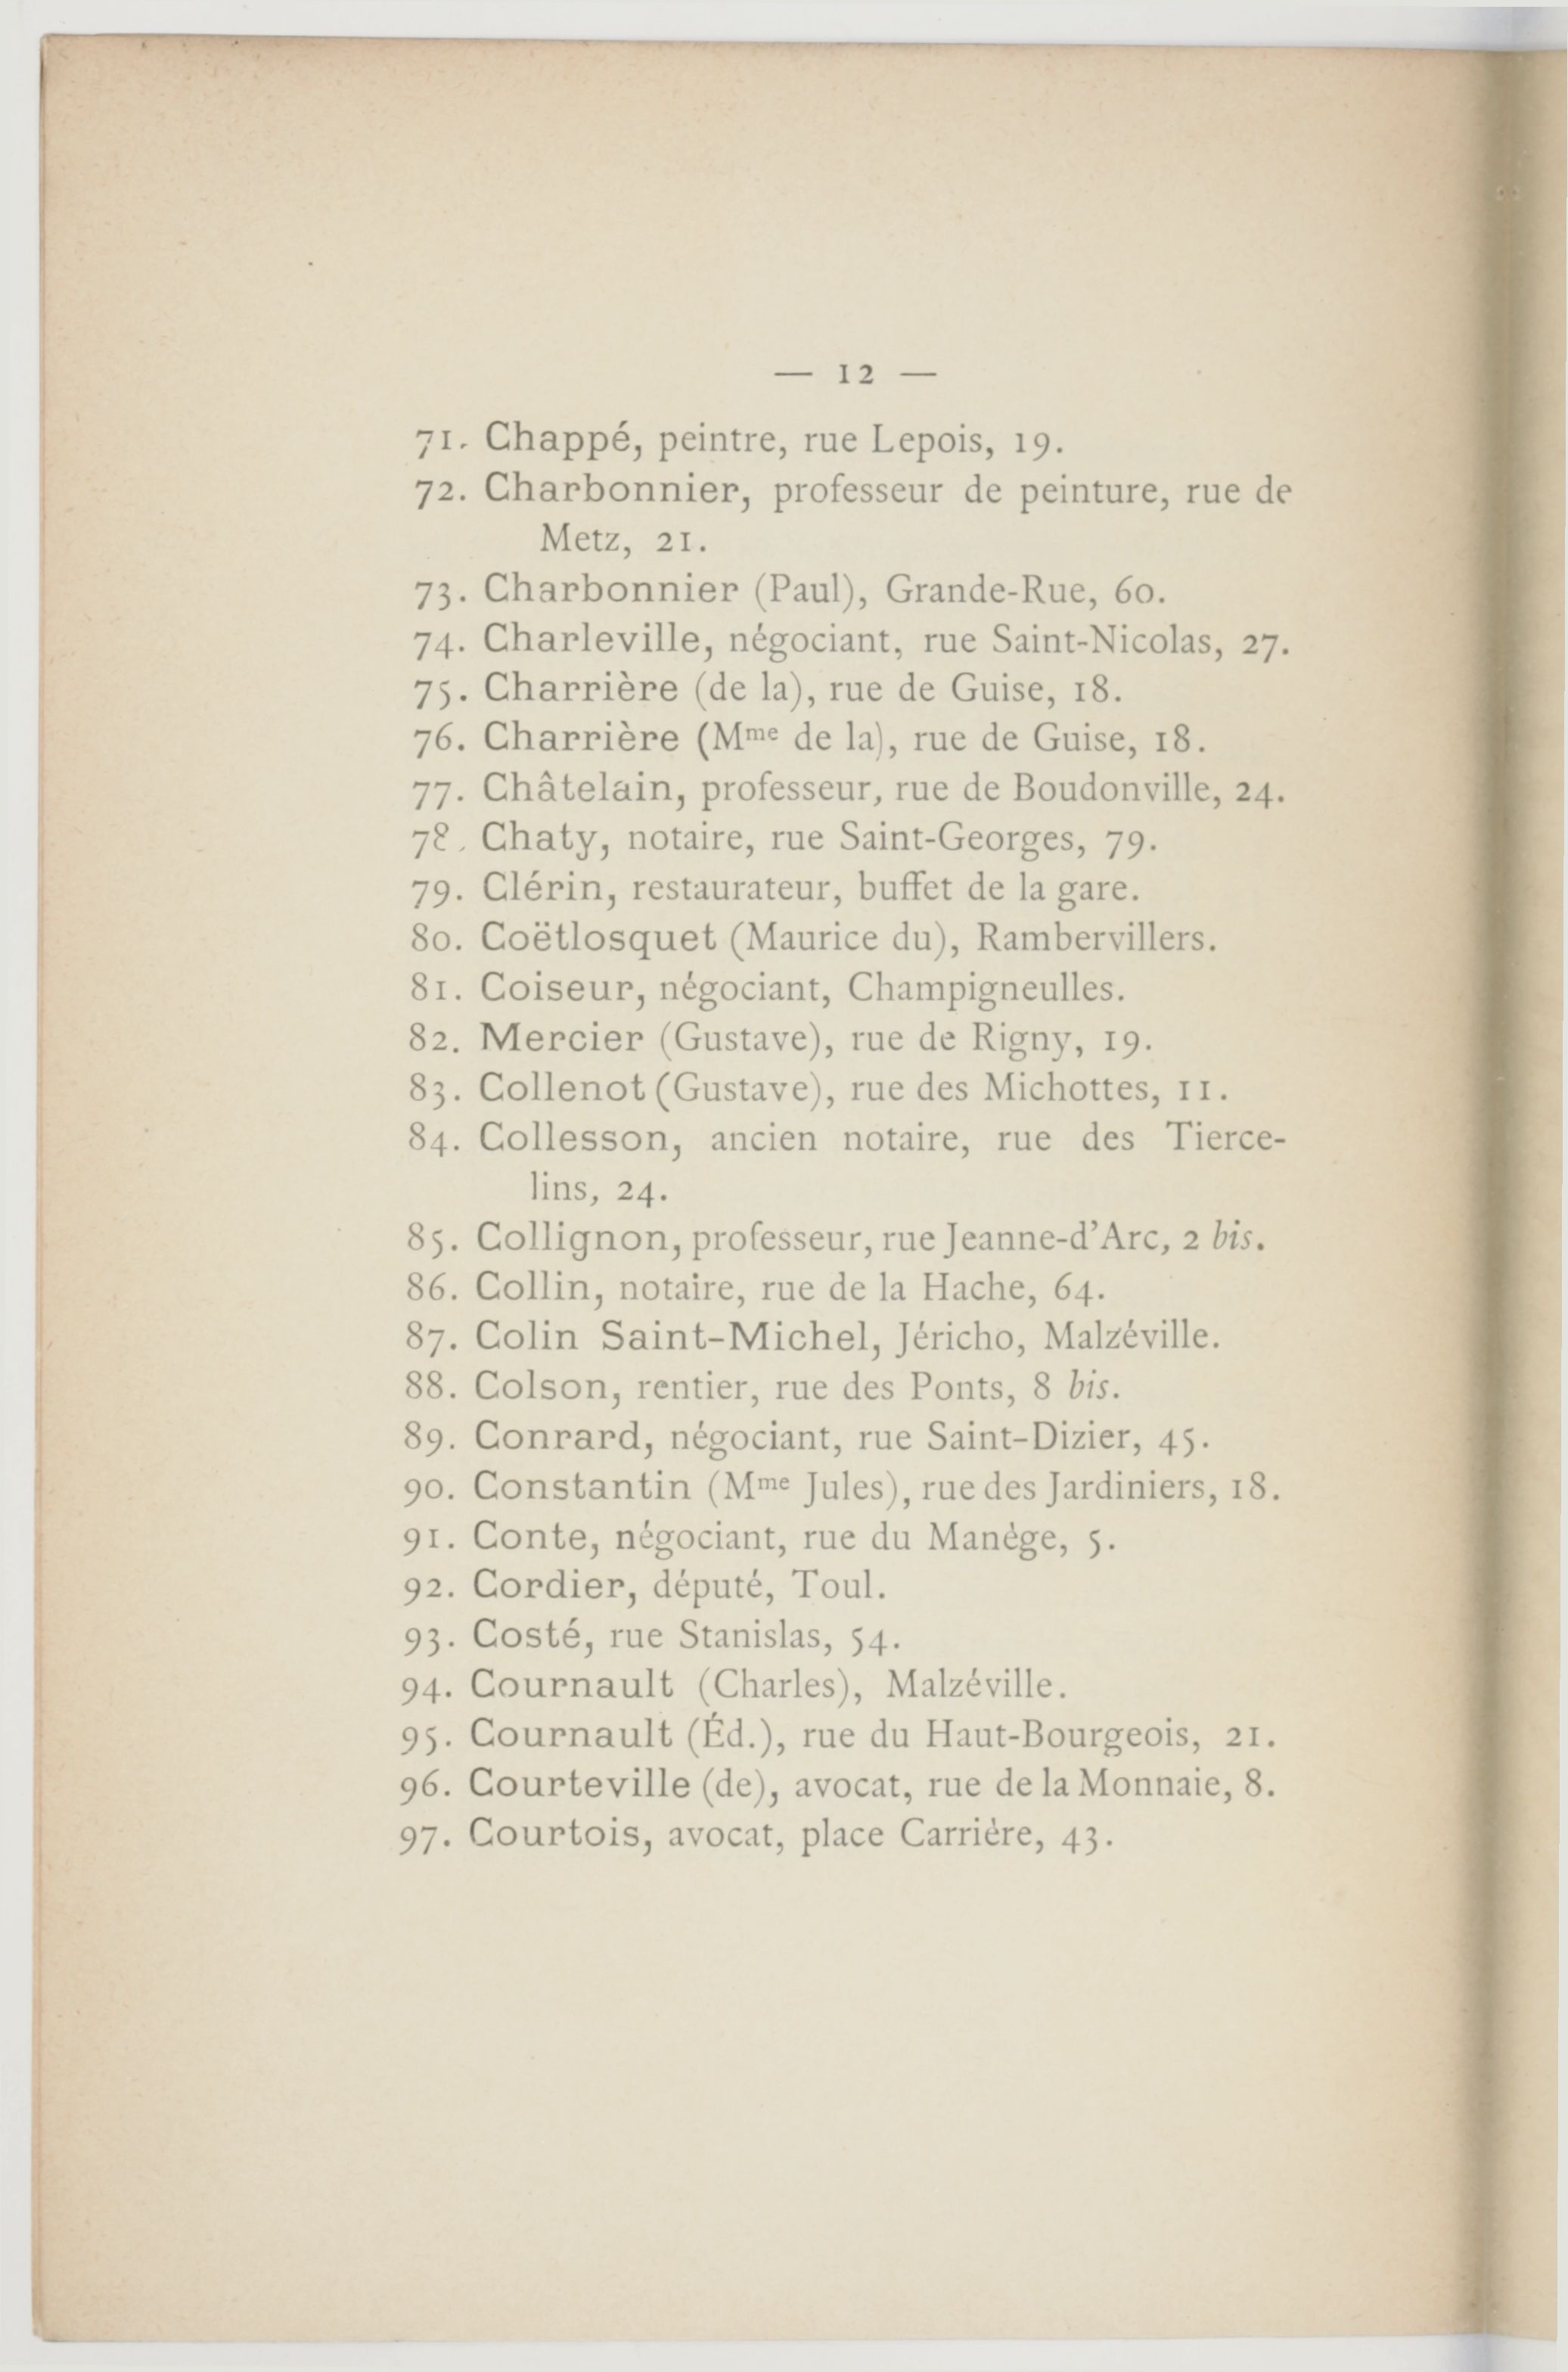 — 12 —
71. Chappé, peintre, rue Lepois, 19.
72. Charbonnier, professeur de peinture, rue de
Metz, 21.
73. Charbonnier (Paul), Grande-Rue, 60.
74. Charleville, négociant, rue Saint-Nicolas, 27.
75. Charrière (de la), rue de Guise, 18.
76. Charrière (Mme de la), rue de Guise, 18.
77. Châtelain, professeur, rue de Boudonville, 24.
78. Chaty, notaire, rue Saint-Georges, 79.
79. Clérin, restaurateur, buffet de la gare.
80. Coëtlosquet (Maurice du), Rambervillers.
81. Coiseur, négociant, Champigneulles.
82. Mercier (Gustave), rue de Rigny, 19.
83. Collenot (Gustave), rue des Michottes, 11.
84. Collesson, ancien notaire, rue des Tierce-
lins, 24.
85. Collignon, professeur, rue Jeanne-d'Arc, 2 bis.
86. Collin, notaire, rue de la Hache, 64.
87. Colin Saint-Michel, Jéricho, Malzéville.
88. Colson, rentier, rue des Ponts, 8 bis.
89. Conrard, négociant, rue Saint-Dizier, 45.
90. Constantin (Mme Jules), rue des Jardiniers, 18.
91. Conte, négociant, rue du Manège, 5.
92. Cordier, député, Toul.
93. Costé, rue Stanislas, 54.
94. Cournault (Charles), Malzéville.
95. Cournault (Éd.), rue du Haut-Bourgeois, 21.
96. Courteville (de), avocat, rue de la Monnaie, 8.
97. Courtois, avocat, place Carrière, 43.